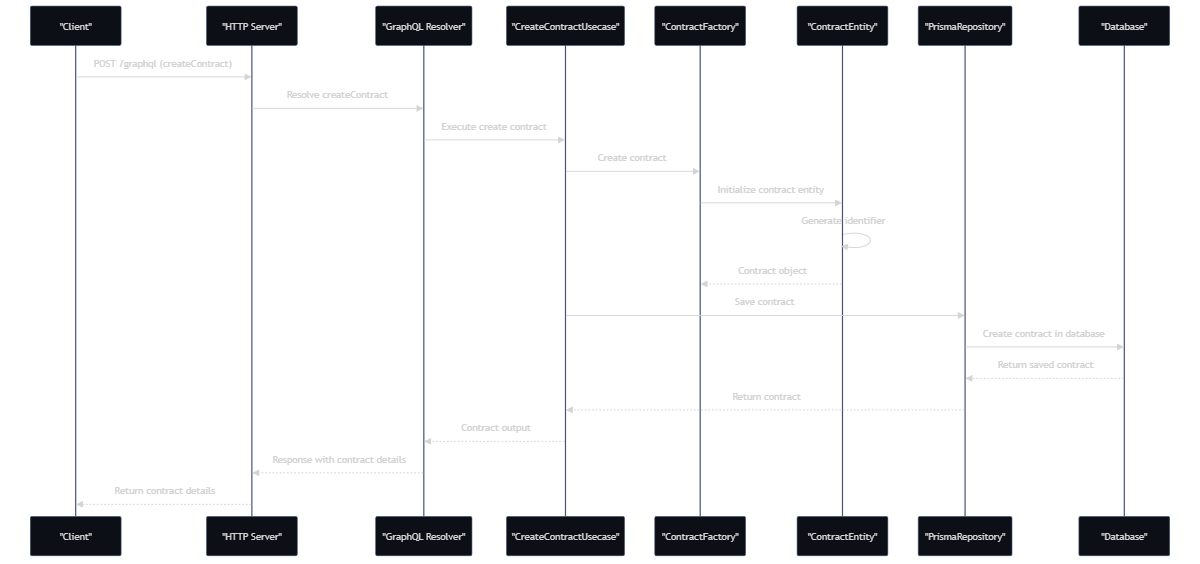 "Client"
"HTTP Server"
"GraphQL Resolver"
"CreateContractUsecase"
"ContractFactory"
"ContractEntity"
"PrismaRepository"
"Database"
POST /graphql (createContract)
Resolve createContract
Execute create contract
Create contract
Initialize contract entity
Generate identifier
Contract object
Save contract
Create contract in database
Return saved contract
Return contract
Contract output
Response with contract details
Return contract details
"Client"
"HTTP Server"
"GraphQL Resolver"
"CreateContractUsecase"
"ContractFactory"
"ContractEntity"
"PrismaRepository"
"Database"